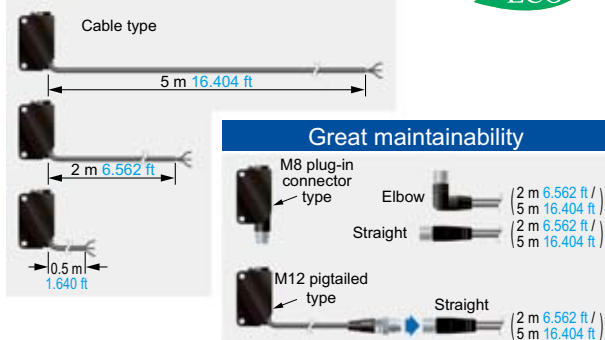 ECO
Cable type
5 m 16.404 ft
2 m 6.562 ft
0.5 m
1.640 ft
Great maintainability
M8 plug-in
connector
type
Elbow
(2 m 6.562 ft /
5 m 16.404 ft)
Straight
(2 m 6.562 ft /
5 m 16.404 ft)
M12 pigtailed
type
Straight
(2 m 6.562 ft /
5 m 16.404 ft)